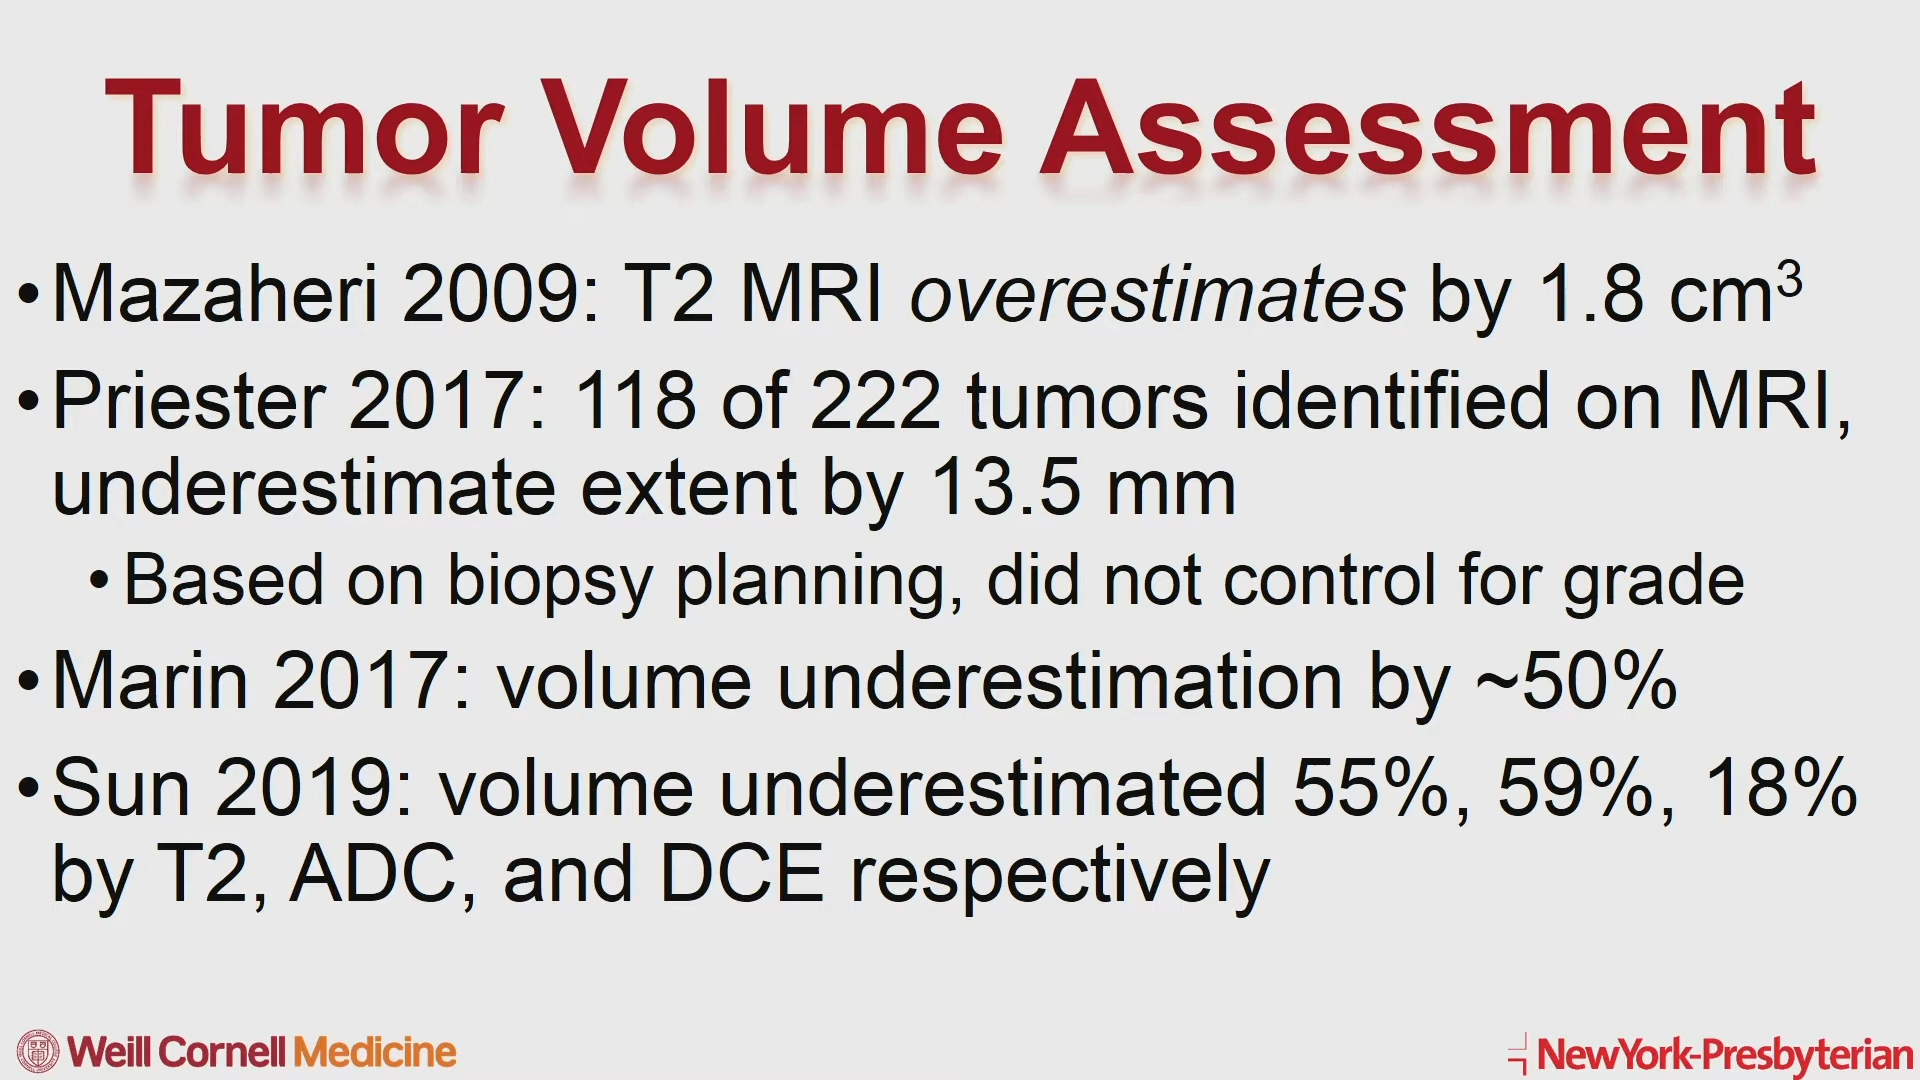 Tumor Volume Assessment
•Mazaheri 2009: T2 MRI overestimates by 1.8 cm³
•Priester 2017: 118 of 222 tumors identified on MRI,
underestimate extent by 13.5 mm
•Based on biopsy planning, did not control for grade
•Marin 2017: volume underestimation by ~50%
•Sun 2019: volume underestimated 55%, 59%, 18%
by T2, ADC, and DCE respectively
Weill Cornell Medicine
NewYork-Presbyterian